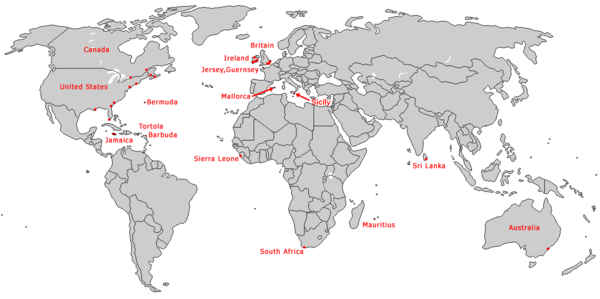 Britain
Canada
Ireland
Jersey,Guernsey
United States
Mallorca
Bermuda
Sicily
Tortola
Barbuda
Jamaica
Sierra Leone
Sri Lanka
Mauritius
Australia
South Africa